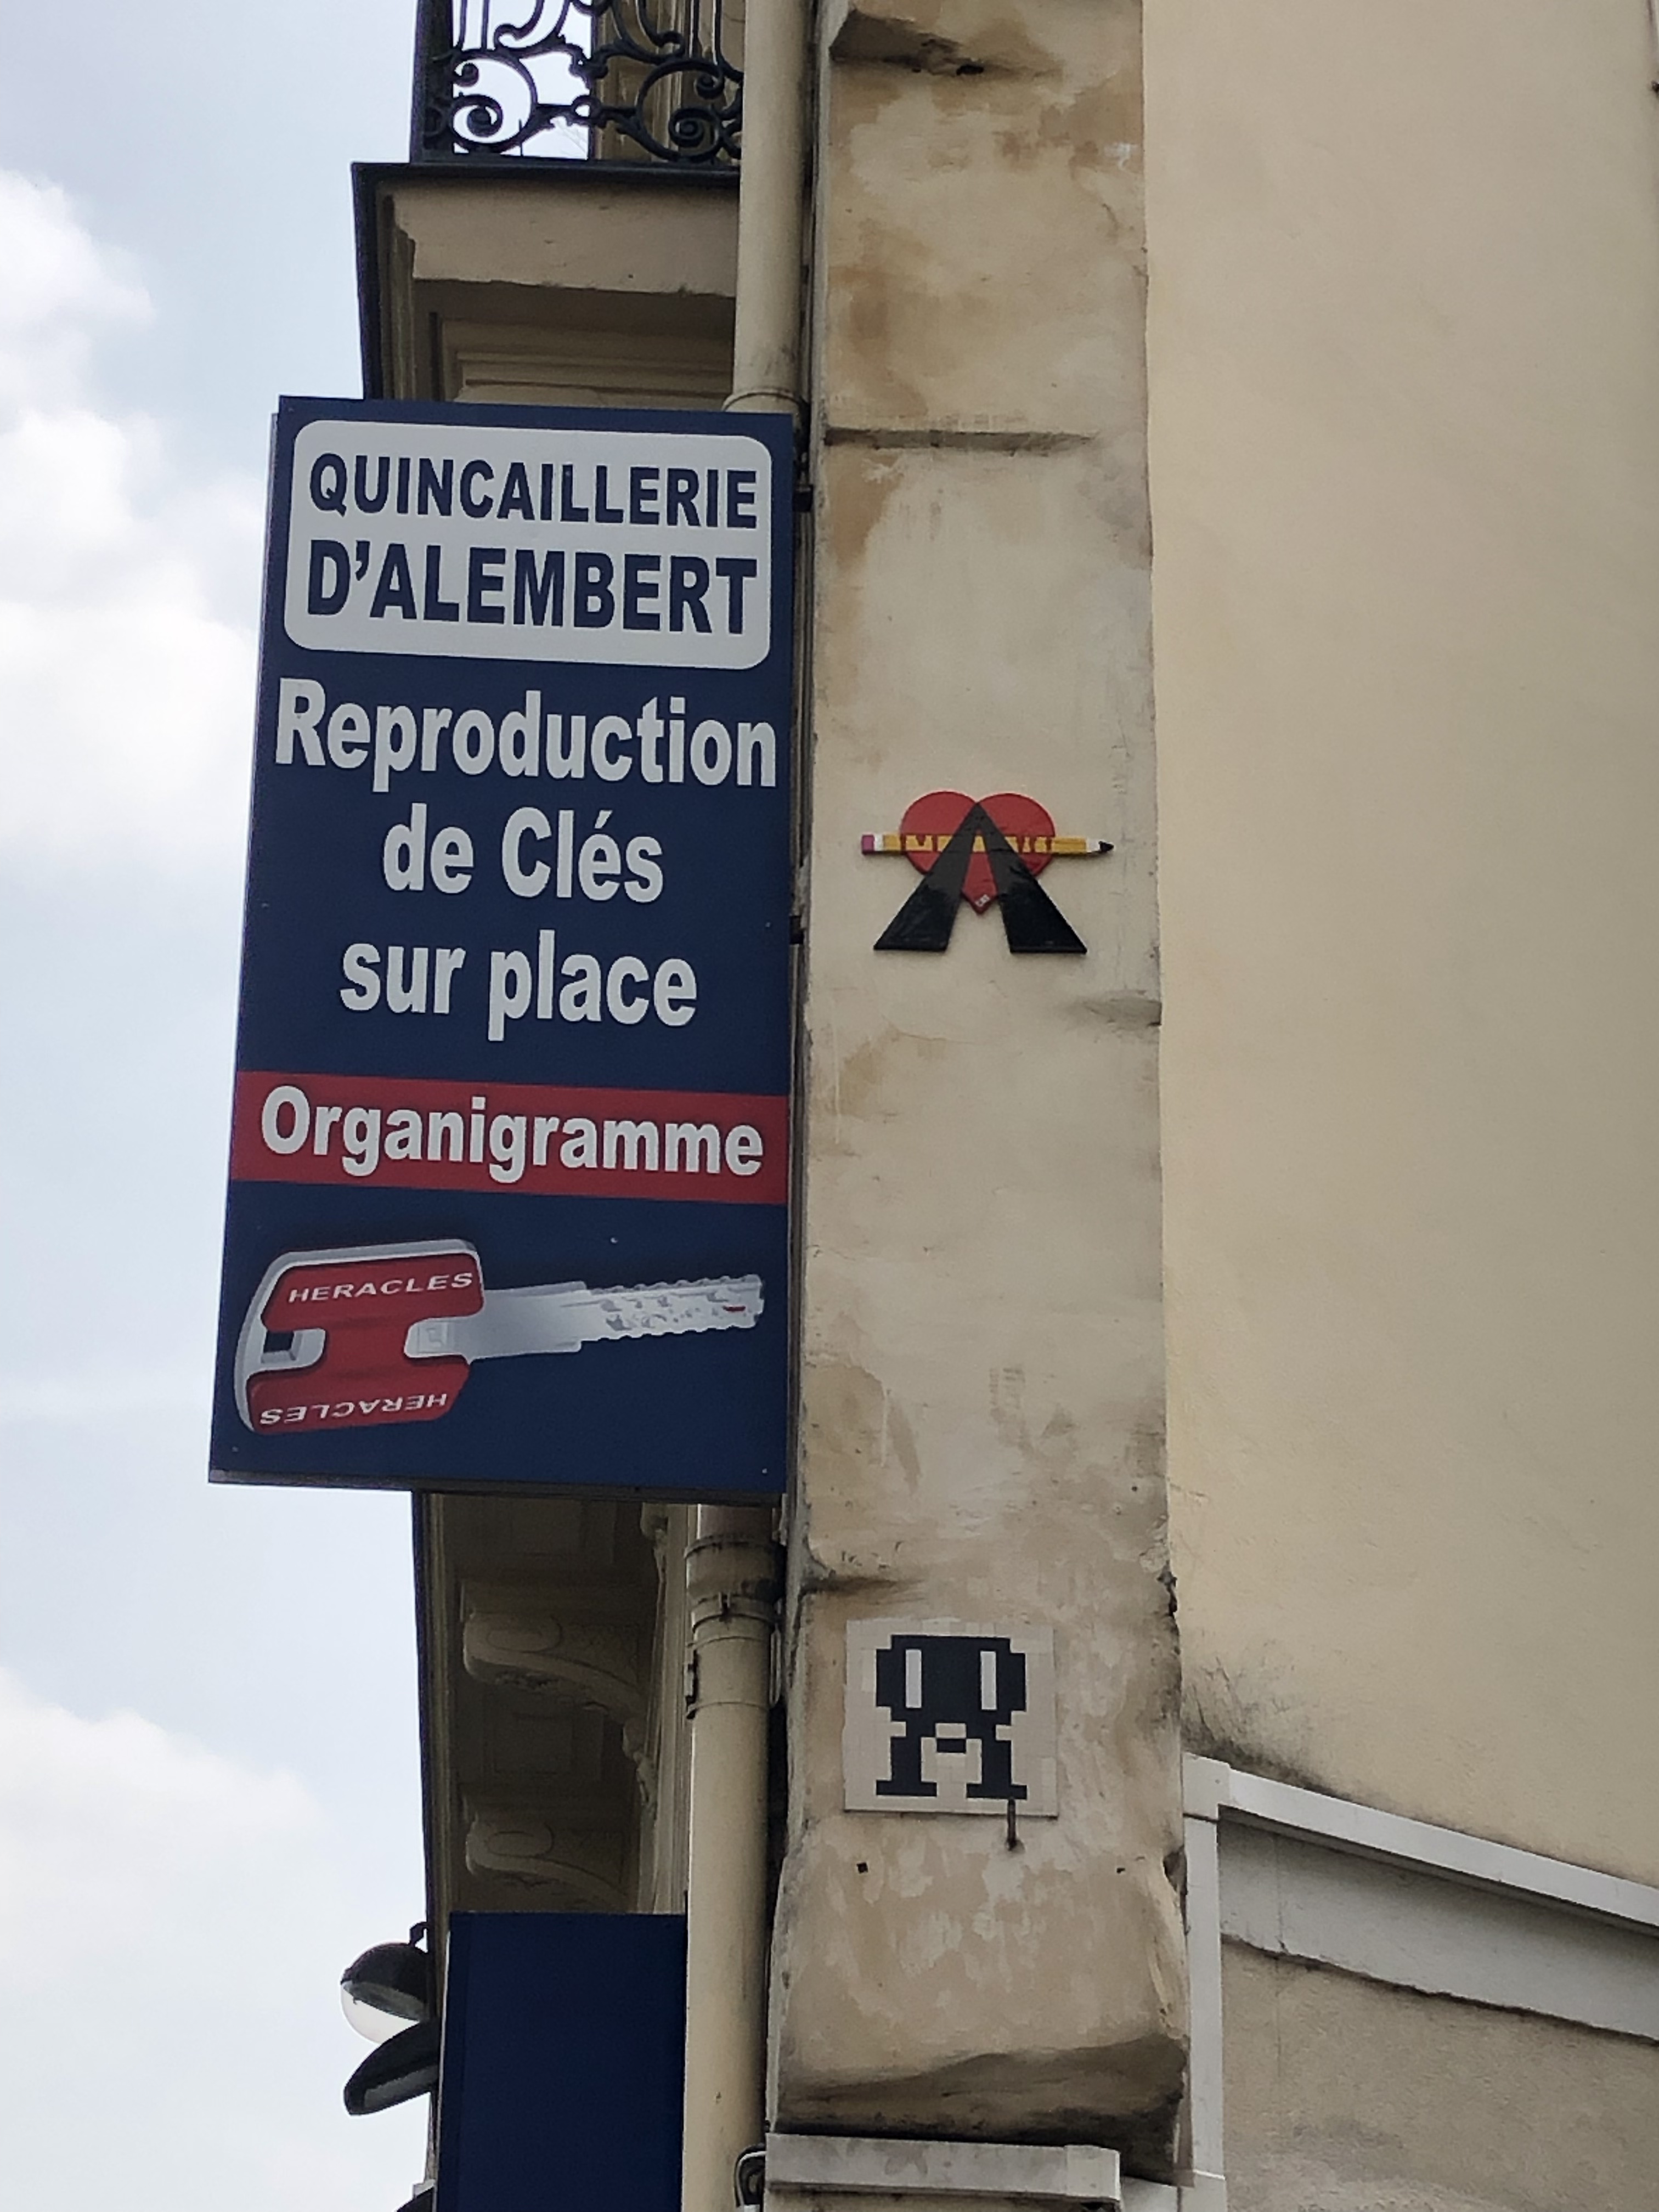 QUINCAILLERIE
D'ALEMBERT
Reproduction
de Clés
sur place
Organigramme
HERACLES
HERACLES